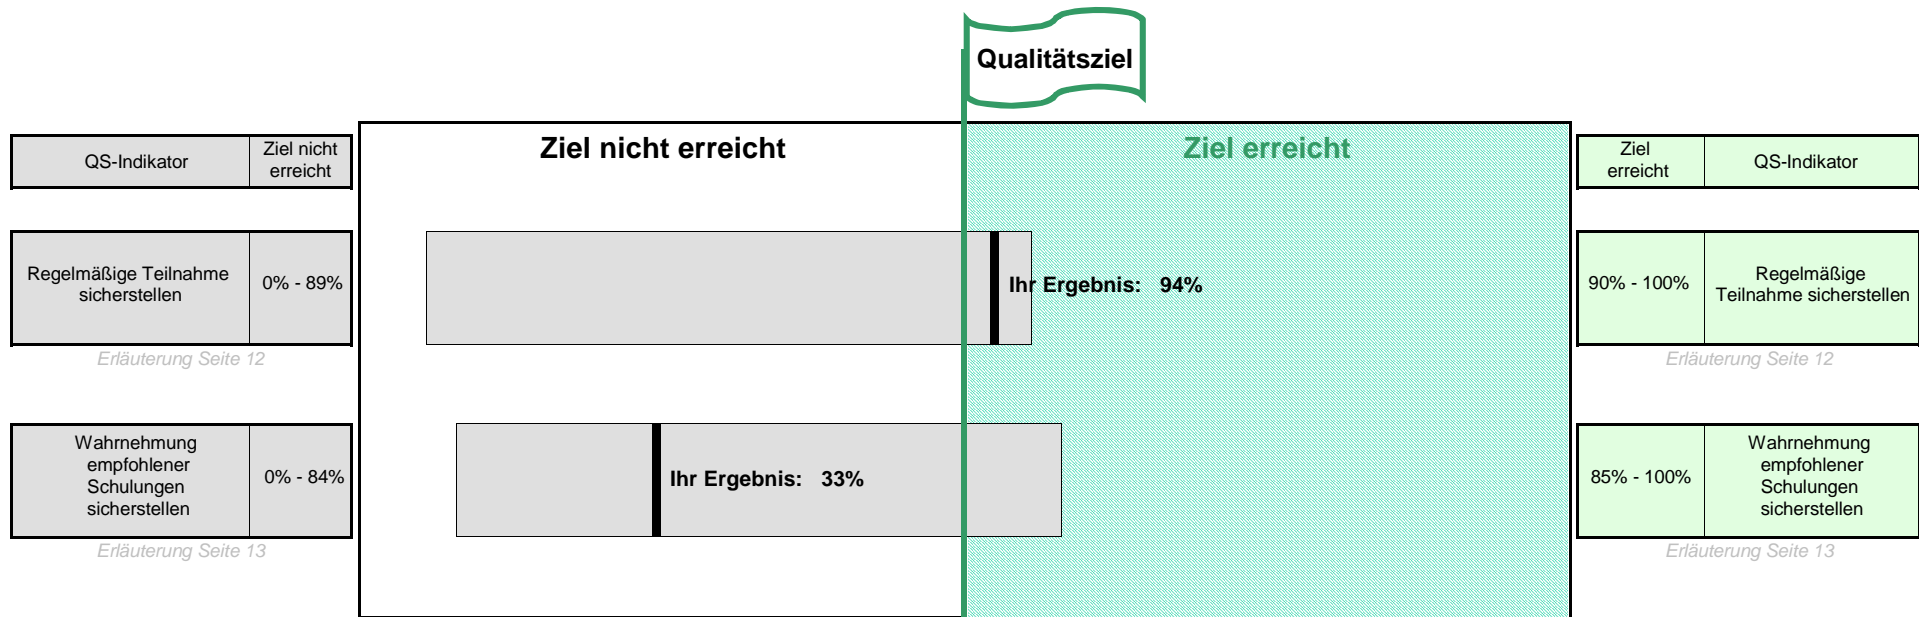 Qualitätsziel
QS-Indikator
Ziel nicht
erreicht
Ziel nicht erreicht
Ziel erreicht
Ziel
erreicht
QS-Indikator
Regelmäßige Teilnahme
sicherstellen
0% - 89%
Ihr Ergebnis: 94%
90% - 100%
Regelmäßige
Teilnahme sicherstellen
Erläuterung Seite 12
Erläuterung Seite 12
Wahrnehmung
empfohlener
Schulungen
sicherstellen
0% - 84%
Ihr Ergebnis: 33%
85% - 100%
Wahrnehmung
empfohlener
Schulungen
sicherstellen
Erläuterung Seite 13
Erläuterung Seite 13